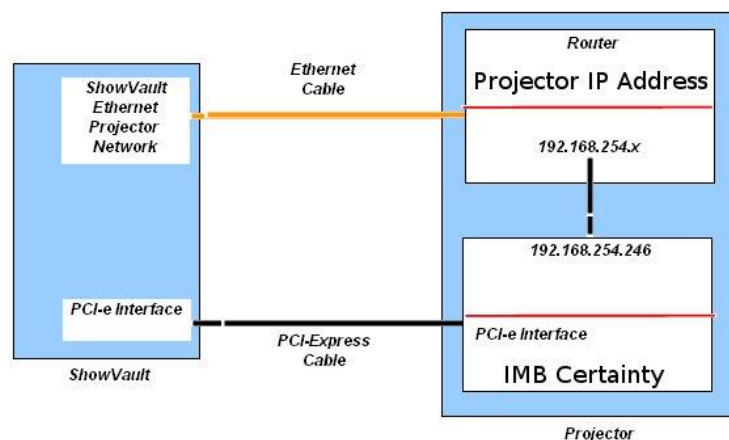 ShowVault
Ethernet
Projector
Network
Ethernet
Cable
Router
Projector IP Address
192.168.254.x
192.168.254.246
PCI-e Interface
PCI-Express
Cable
PCI-e Interface
IMB Certainty
ShowVault
Projector